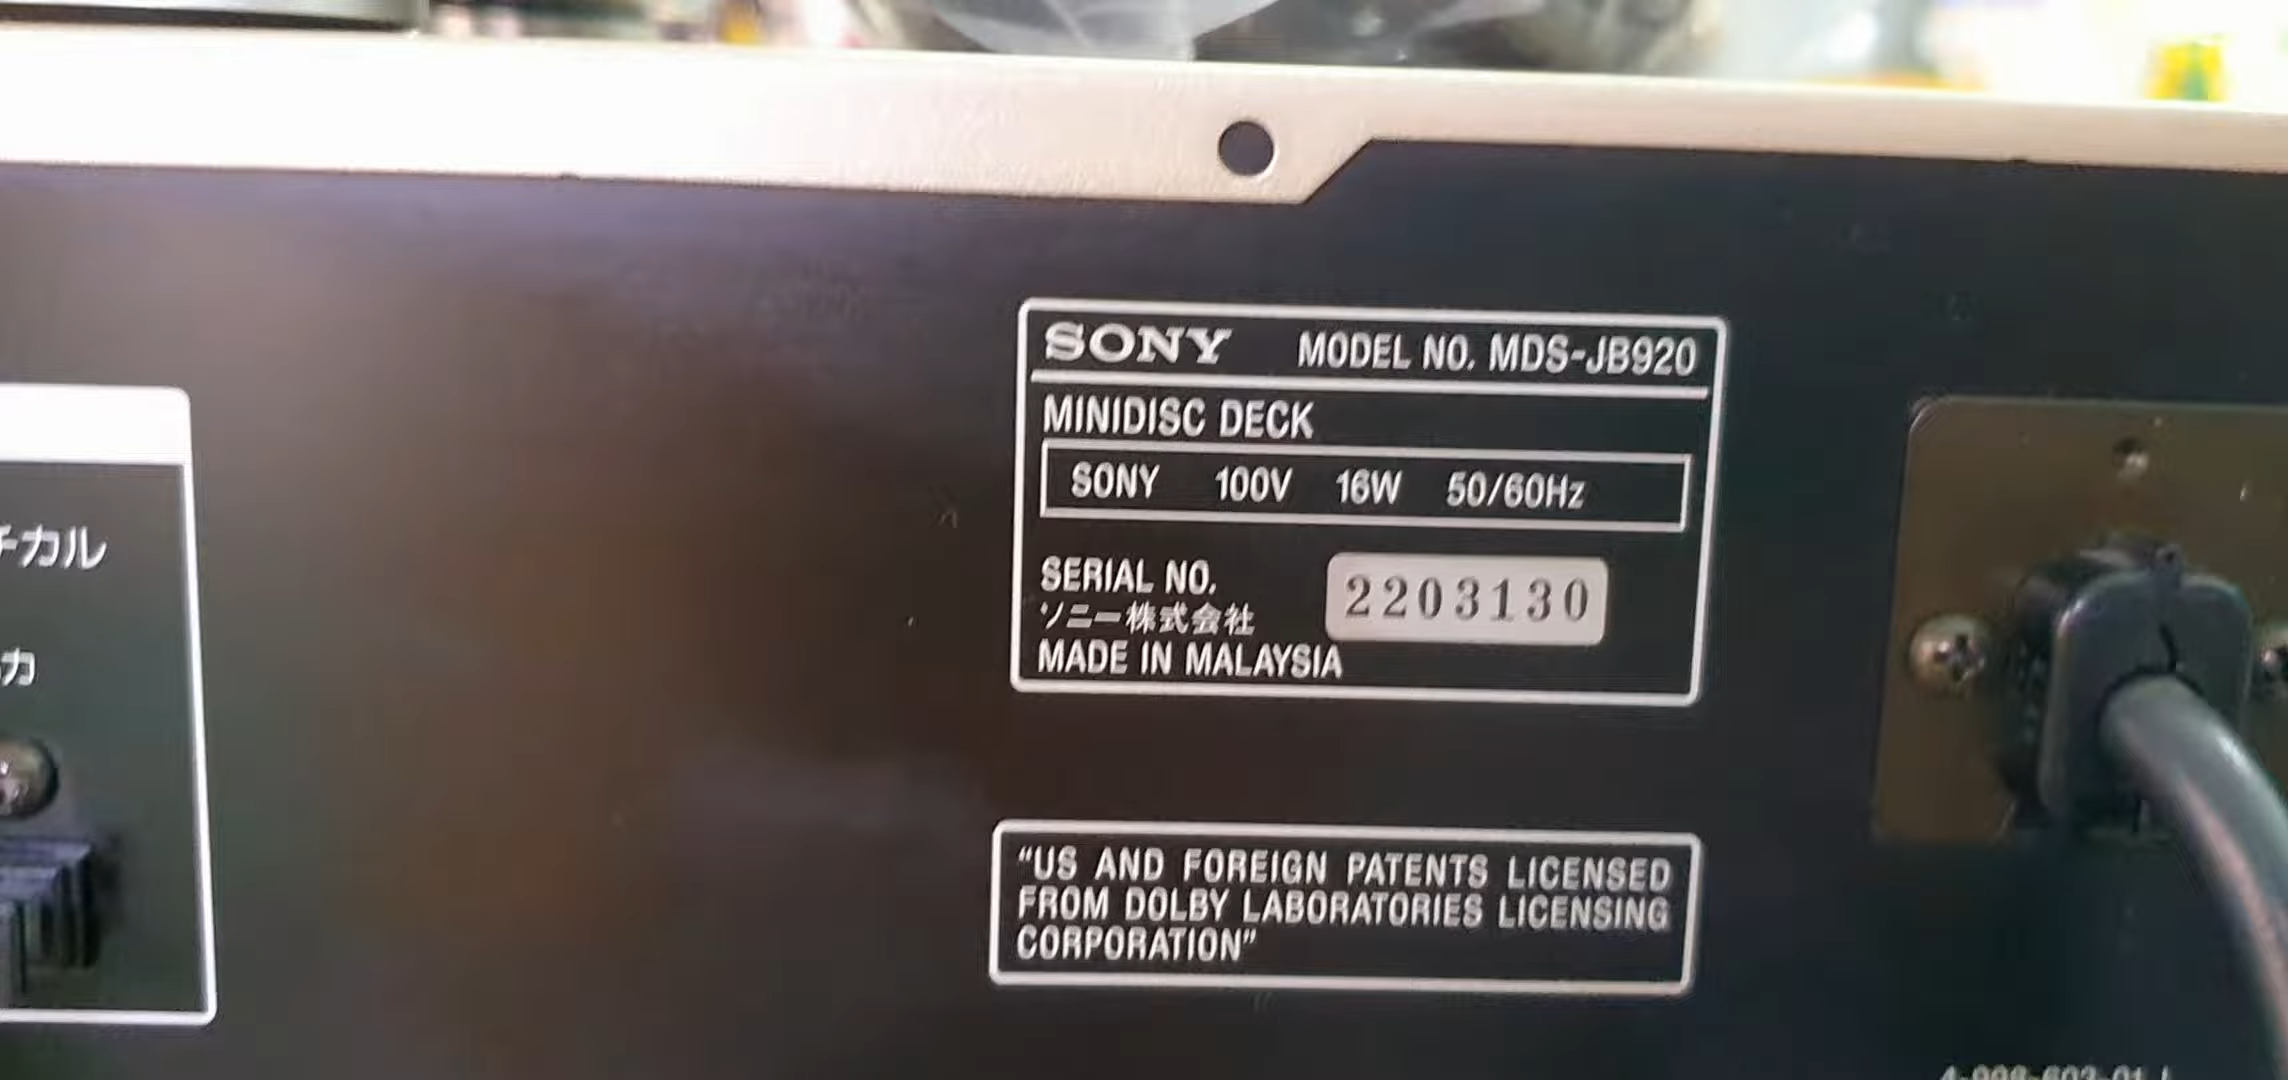 SONY MODEL NO. MDS-JB920
MINIDISC DECK
SONY 100V 16W 50/60Hz
SERIAL NO. 2203130
ソニー株式会社
MADE IN MALAYSIA
“US AND FOREIGN PATENTS LICENSED
FROM DOLBY LABORATORIES LICENSING
CORPORATION”
チカル
力